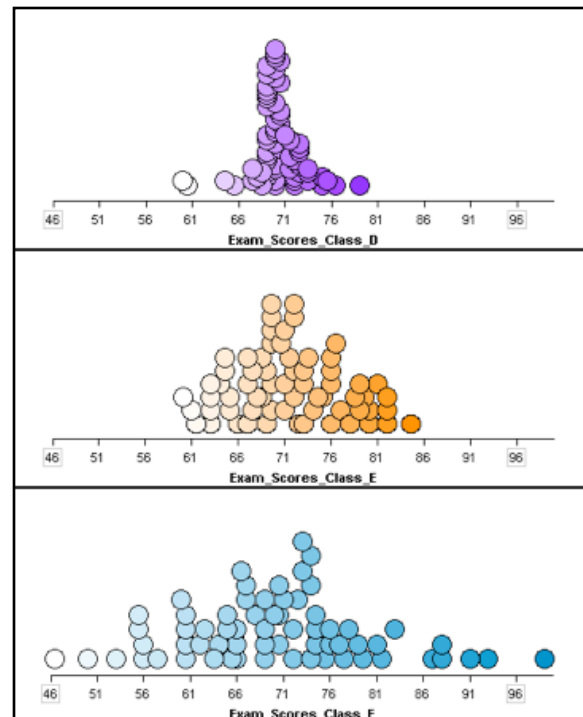 46 51 56 61 66 71 76 81 86 91 96
Exam_Scores_Class_D
46 51 56 61 66 71 76 81 86 91 96
Exam_Scores_Class_E
46 51 56 61 66 71 76 81 86 91 96
Exam_Scores_Class_F